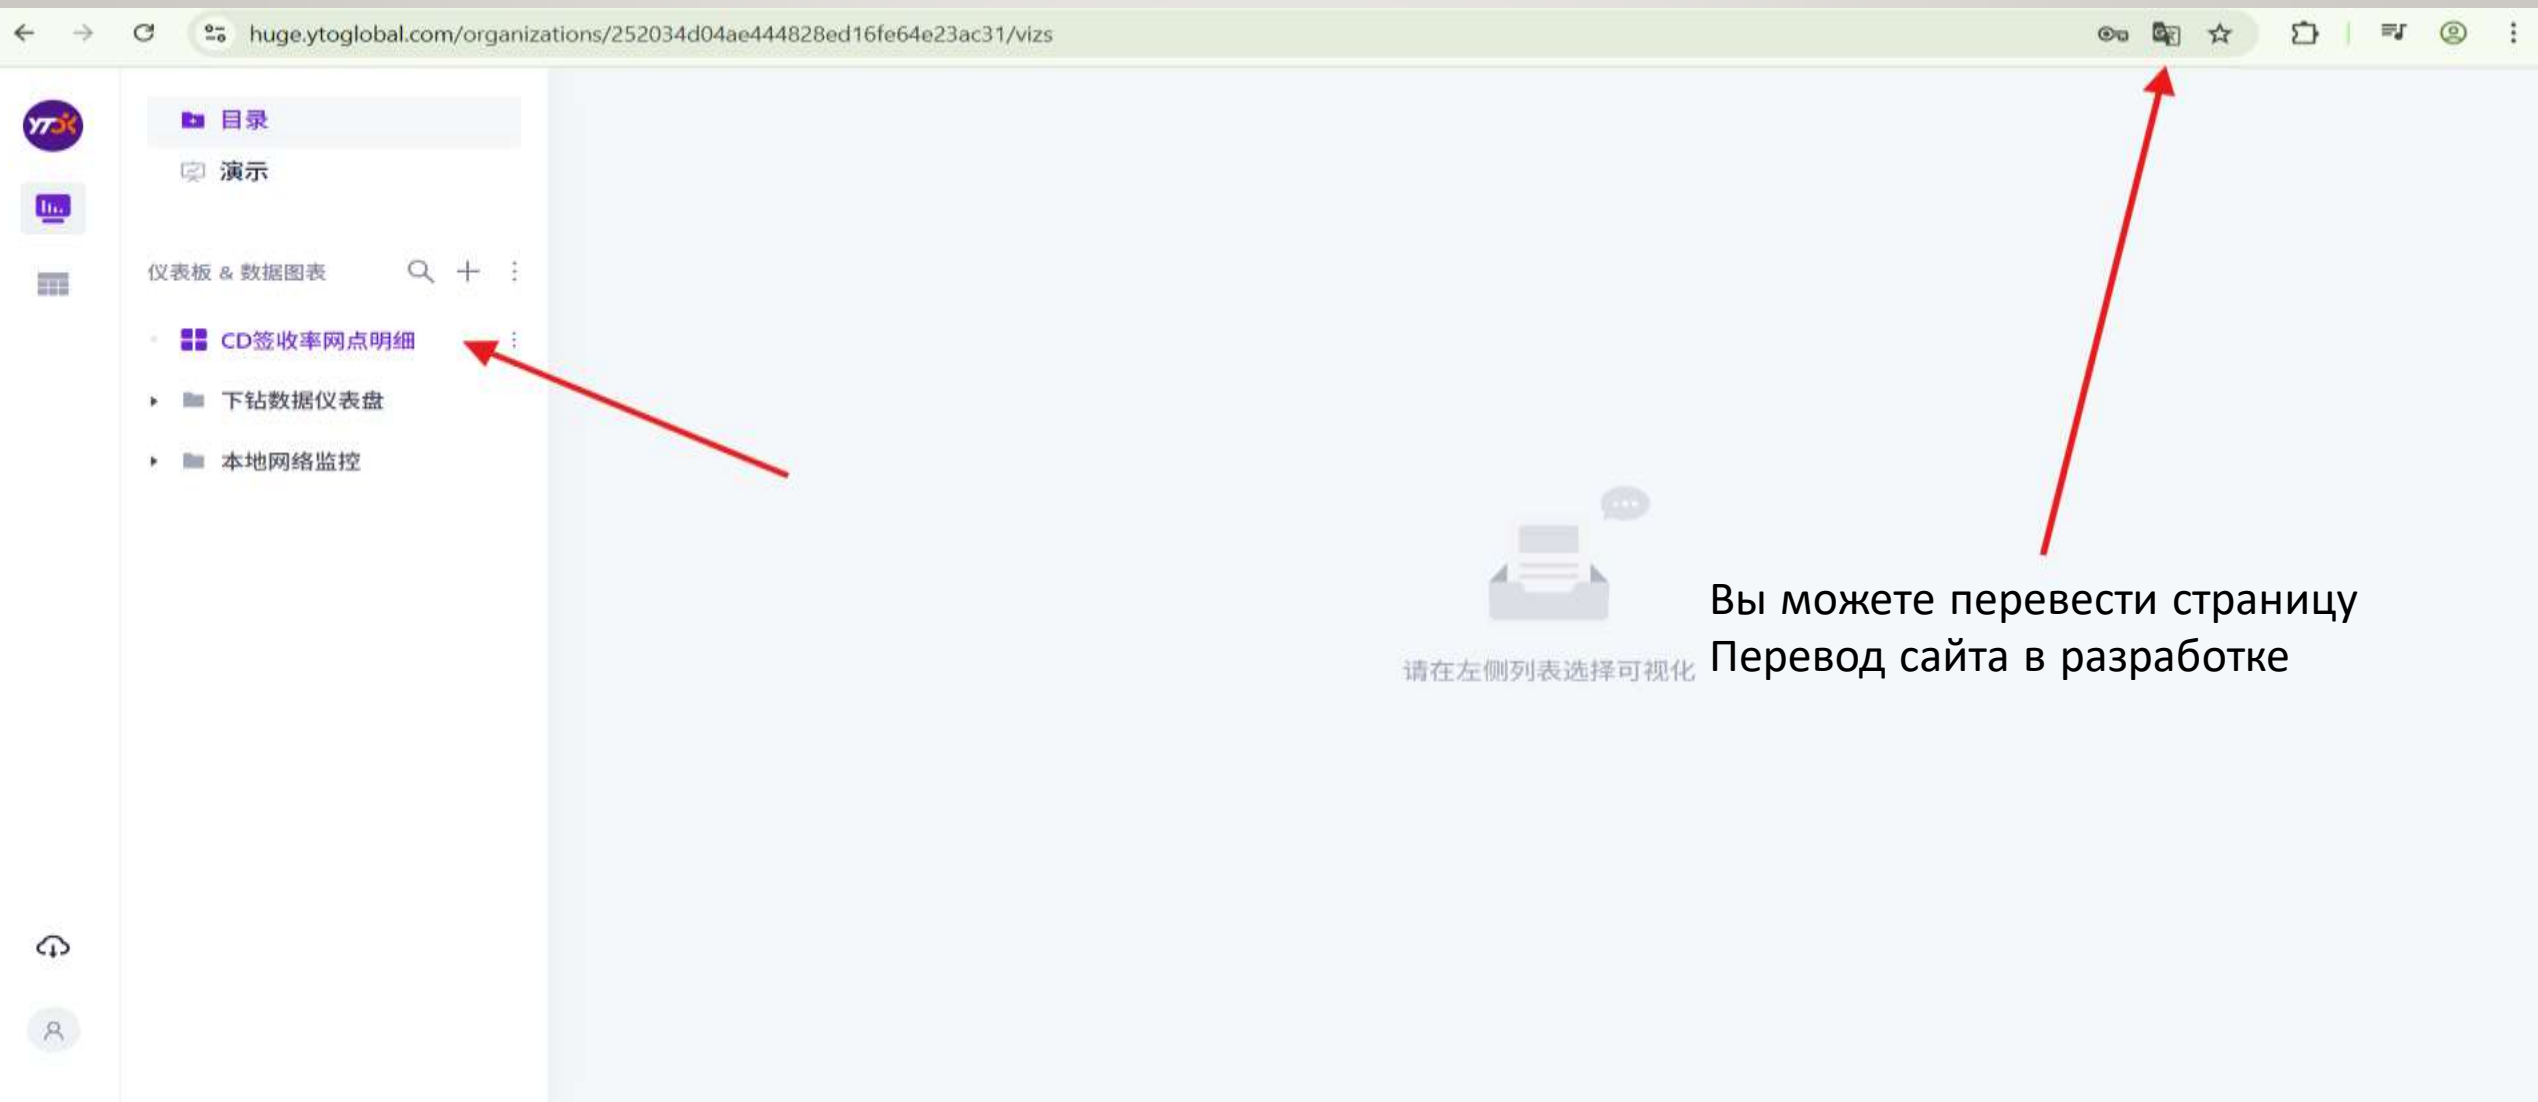 huge.ytoglobal.com/organizations/252034d04ae444828ed16fe64e23ac31/vizs
YTO
目录
演示
仪表板 & 数据图表
CD签收率网点明细
下钻数据仪表盘
本地网络监控
Вы можете перевести страницу
Перевод сайта в разработке
请在左侧列表选择可视化